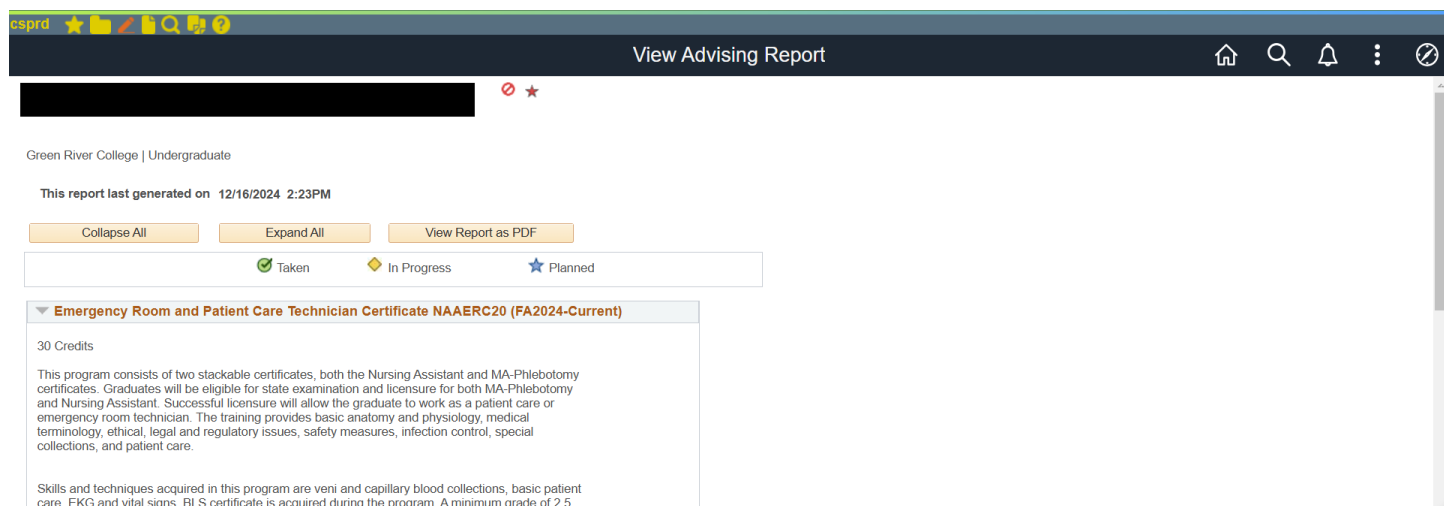 csprd
View Advising Report
Green River College | Undergraduate
This report last generated on 12/16/2024 2:23PM
Collapse All Expand All View Report as PDF
Taken In Progress Planned
Emergency Room and Patient Care Technician Certificate NAAERC20 (FA2024-Current)
30 Credits
This program consists of two stackable certificates, both the Nursing Assistant and MA-Phlebotomy
certificates. Graduates will be eligible for state examination and licensure for both MA-Phlebotomy
and Nursing Assistant. Successful licensure will allow the graduate to work as a patient care or
emergency room technician. The training provides basic anatomy and physiology, medical
terminology, ethical, legal and regulatory issues, safety measures, infection control, special
collections, and patient care.
Skills and techniques acquired in this program are veni and capillary blood collections, basic patient
care, EKG and vital signs. BLS certificate is acquired during the program. A minimum grade of 2.5